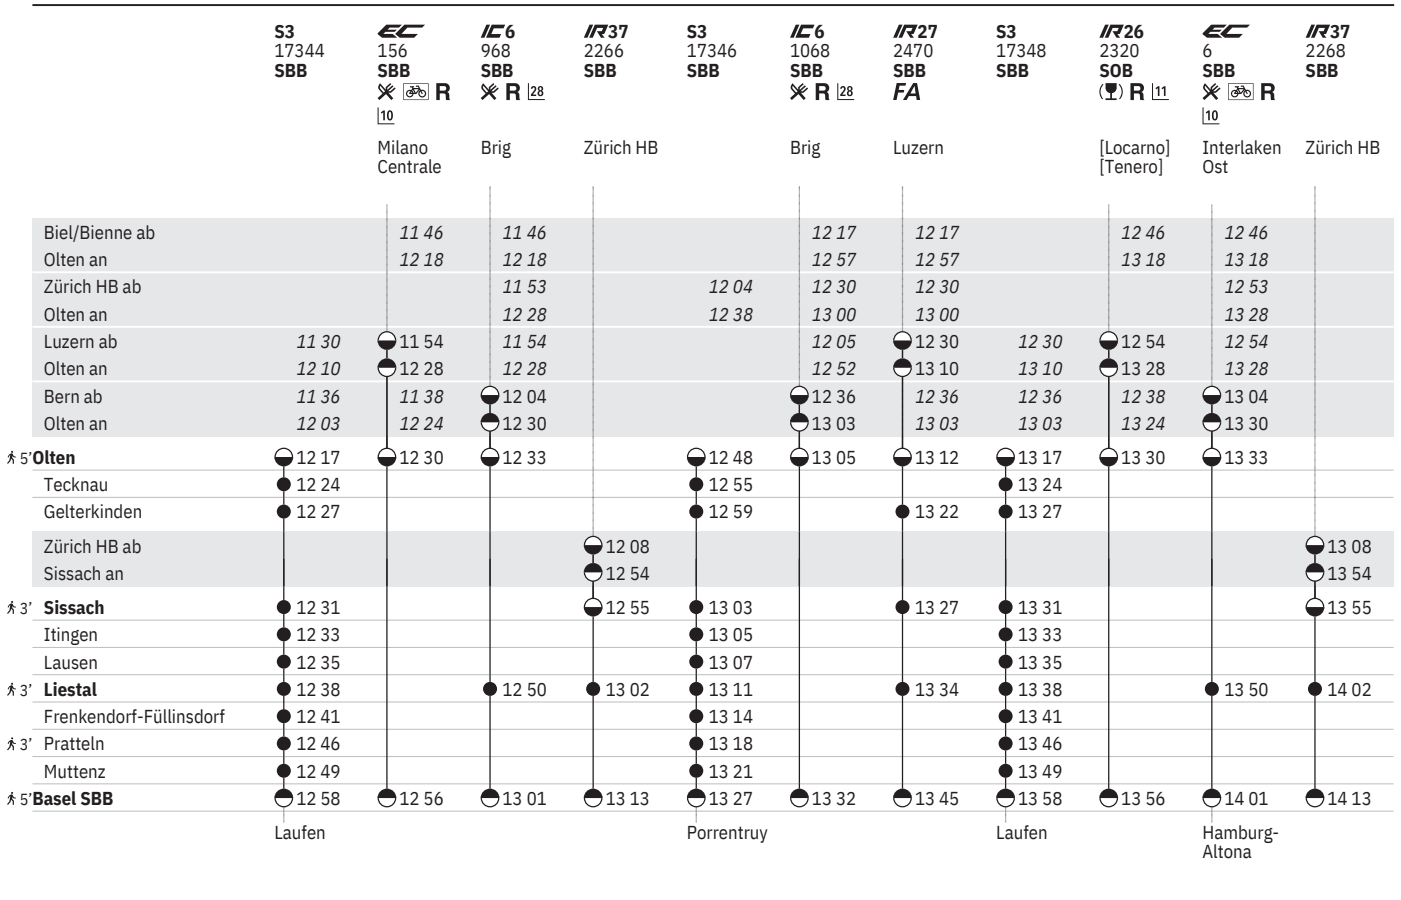 S3 EC IC6 IR37 S3 IC6 IR27 S3 IR26 EC IR37
17344 156 968 2266 17346 1068 2470 17348 2320 6 2268
SBB SBB SBB SBB SBB SBB SBB SBB SOB SBB SBB
R R 28 R 28 FA R 11 R
10 10
Milano Brig Zürich HB Brig Luzern [Locarno] Interlaken Zürich HB
Centrale [Tenero] Ost
Biel/Bienne ab 11 46 11 46 12 17 12 17 12 46 12 46
Olten an 12 18 12 18 12 57 12 57 13 18 13 18
Zürich HB ab 11 53 12 04 12 30 12 30 12 53
Olten an 12 28 12 38 13 00 13 00 13 28
Luzern ab 11 30 11 54 11 54 12 05 12 30 12 30 12 54 12 54
Olten an 12 10 12 28 12 28 12 52 13 10 13 10 13 28 13 28
Bern ab 11 36 11 38 12 04 12 36 12 36 12 36 12 38 13 04
Olten an 12 03 12 24 12 30 13 03 13 03 13 03 13 24 13 30
5' Olten 12 17 12 30 12 33 12 48 13 05 13 12 13 17 13 30 13 33
Tecknau 12 24 12 55 13 24
Gelterkinden 12 27 12 59 13 22 13 27
Zürich HB ab 12 08 13 08
Sissach an 12 54 13 54
3' Sissach 12 31 12 55 13 03 13 27 13 31 13 55
Itingen 12 33 13 05 13 33
Lausen 12 35 13 07 13 35
3' Liestal 12 38 12 50 13 02 13 11 13 34 13 38 13 50 14 02
Frenkendorf-Füllinsdorf 12 41 13 14 13 41
3' Pratteln 12 46 13 18 13 46
Muttenz 12 49 13 21 13 49
5' Basel SBB 12 58 12 56 13 01 13 13 13 27 13 32 13 45 13 58 13 56 14 01 14 13
Laufen Porrentruy Laufen Hamburg-
Altona